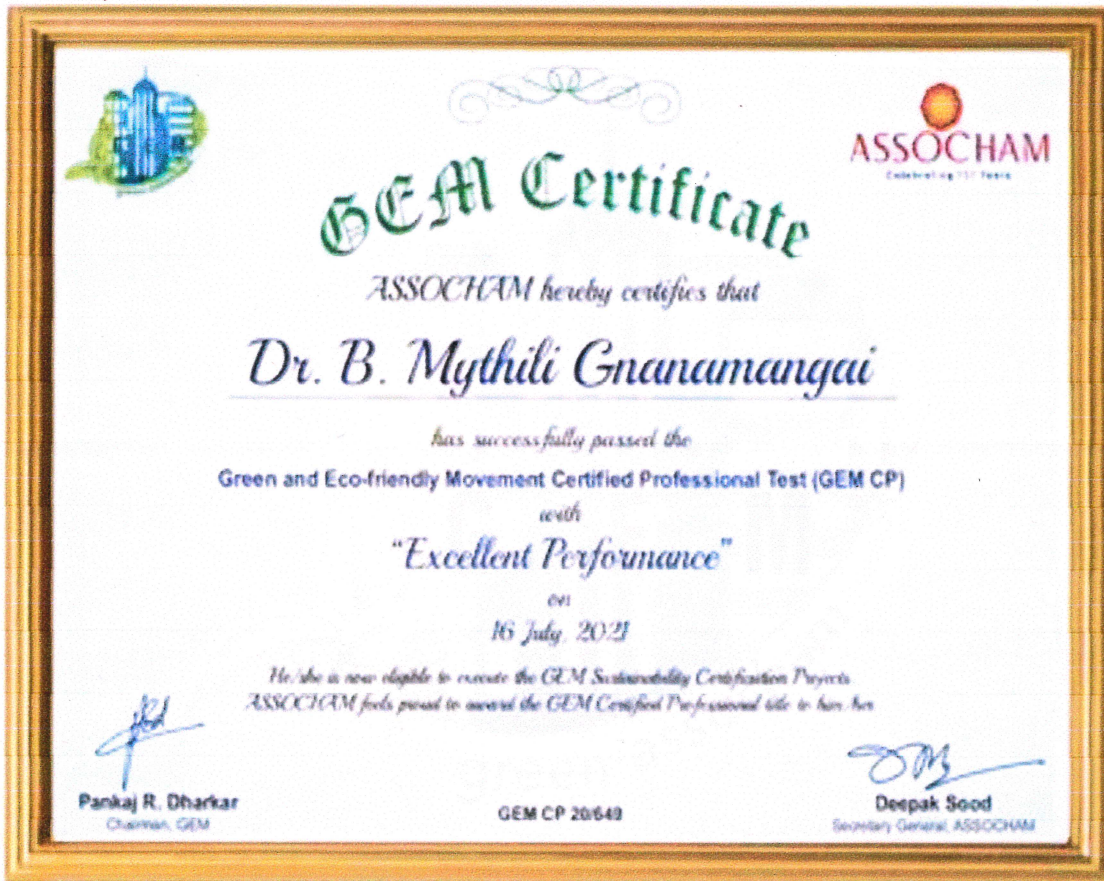 ASSOCHAM
GEM Certificate
ASSOCHAM hereby certifies that
Dr. B. Mythili Gnanamangai
has successfully passed the
Green and Eco-friendly Movement Certified Professional Test (GEM CP)
with
“Excellent Performance”
on
16 July, 2021
He/she is now eligible to execute the GEM Sustainability Certification Projects
ASSOCHAM feels proud to award the GEM Certified Professional title to him/her
Pankaj R. Dharkar
Chairman, GEM
GEM CP 20/649
Deepak Sood
Secretary General, ASSOCHAM